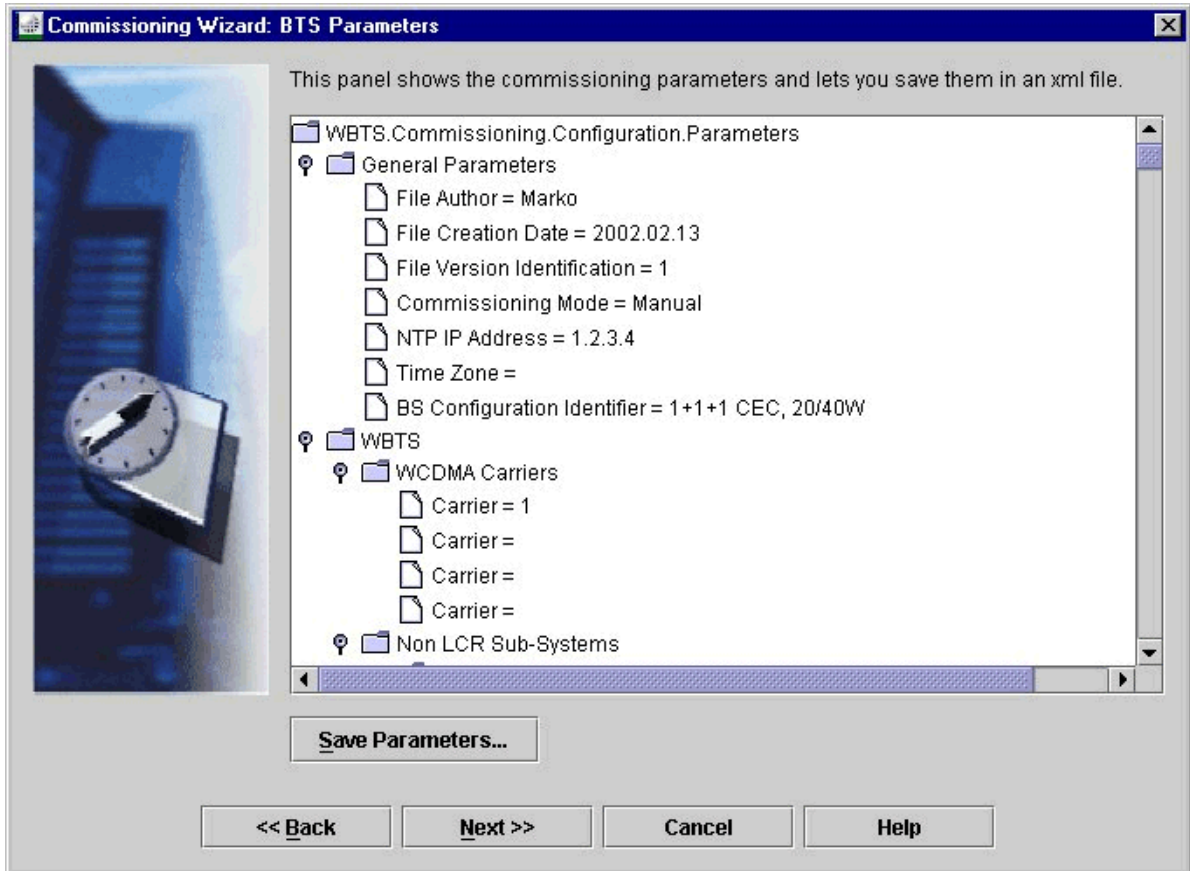 Commissioning Wizard: BTS Parameters
This panel shows the commissioning parameters and lets you save them in an xml file.
WBTS.Commissioning.Configuration.Parameters
General Parameters
File Author = Marko
File Creation Date = 2002.02.13
File Version Identification = 1
Commissioning Mode = Manual
NTP IP Address = 1.2.3.4
Time Zone =
BS Configuration Identifier = 1+1+1 CEC, 20/40W
WBTS
WCDMA Carriers
Carrier = 1
Carrier =
Carrier =
Carrier =
Non LCR Sub-Systems
Save Parameters...
<< Back
Next >>
Cancel
Help